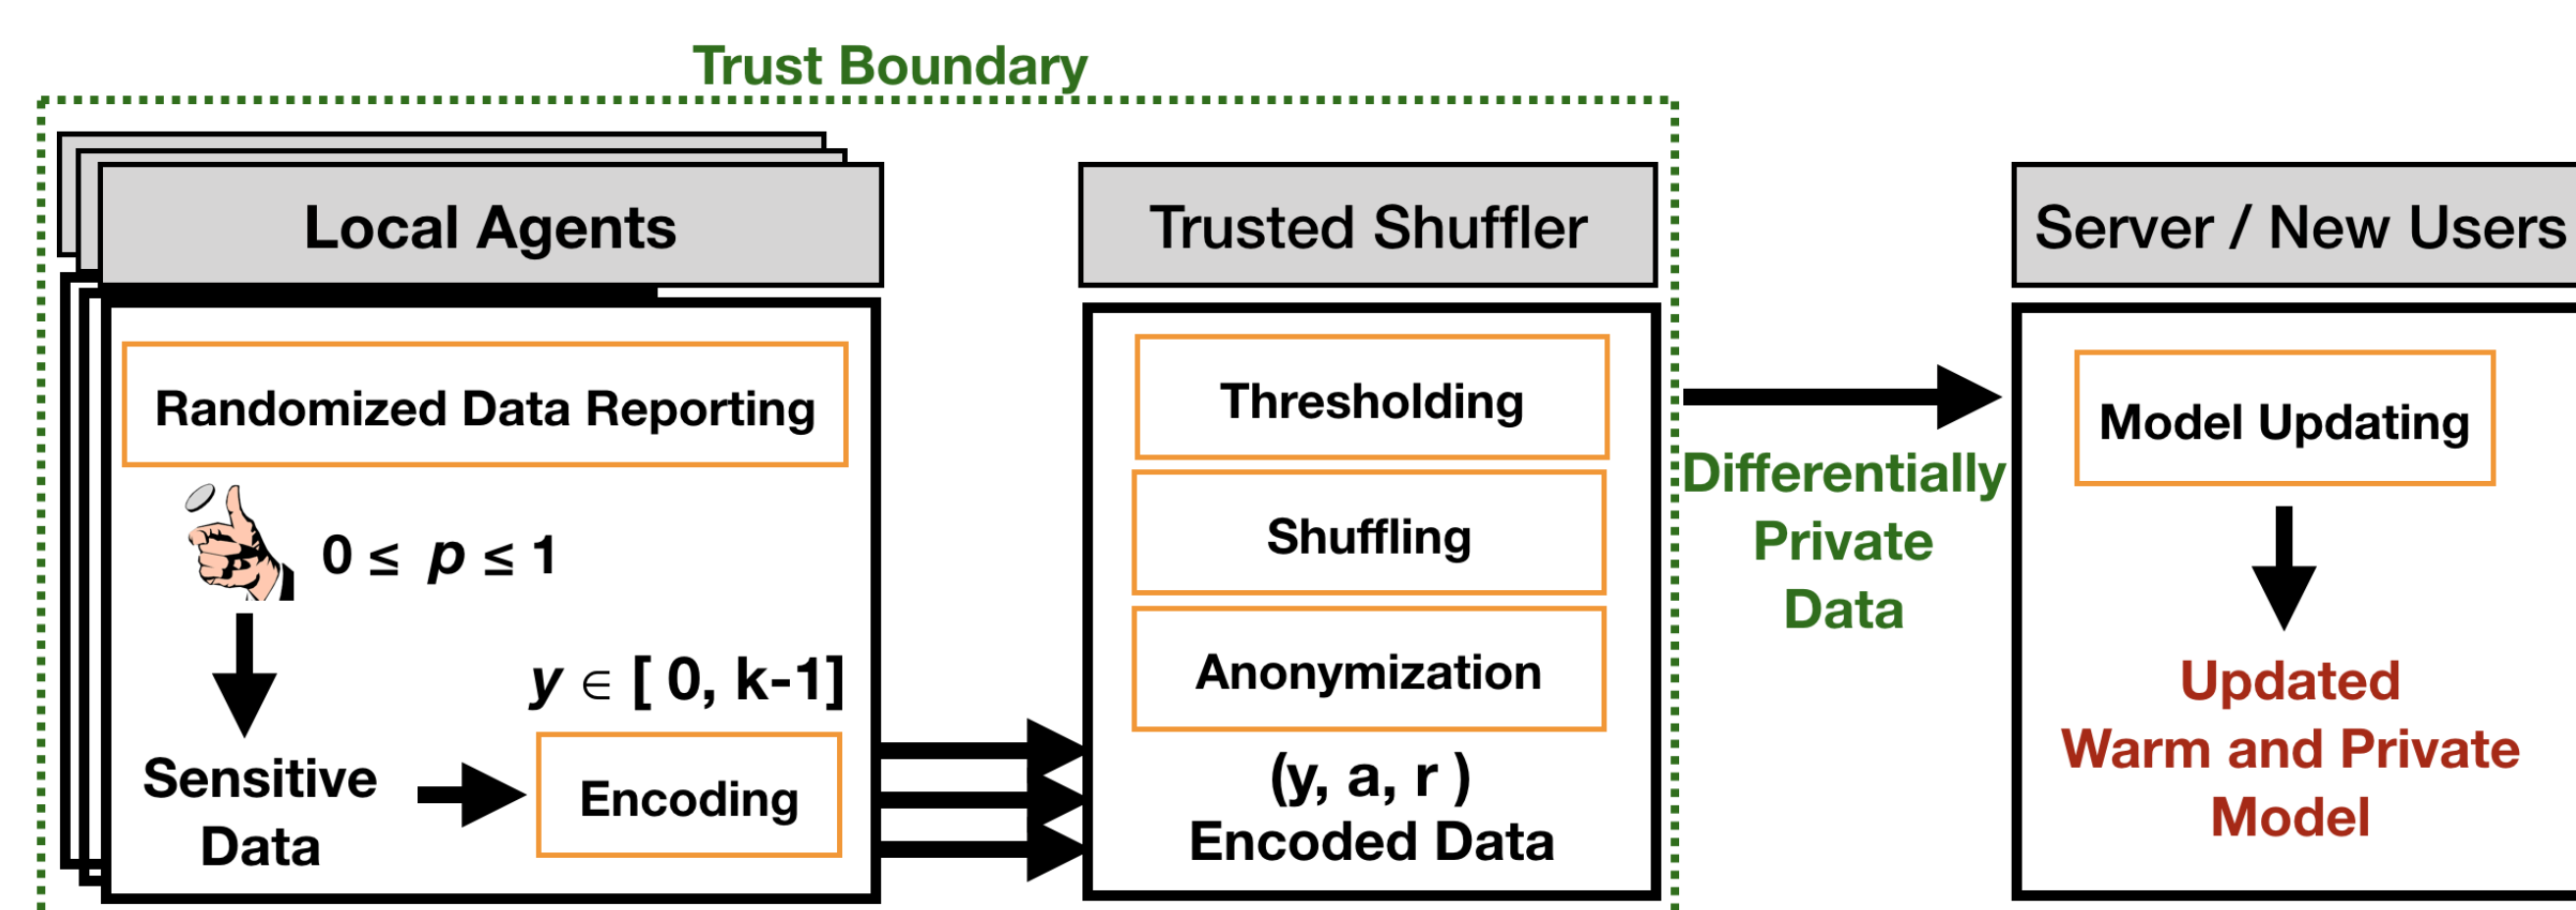 Trust Boundary
Local Agents
Randomized Data Reporting
0 ≤ p ≤ 1
y ∈ [ 0, k-1]
Sensitive
Data
Encoding
Trusted Shuffler
Thresholding
Shuffling
Anonymization
(y, a, r )
Encoded Data
Differentially
Private
Data
Server / New Users
Model Updating
Updated
Warm and Private
Model